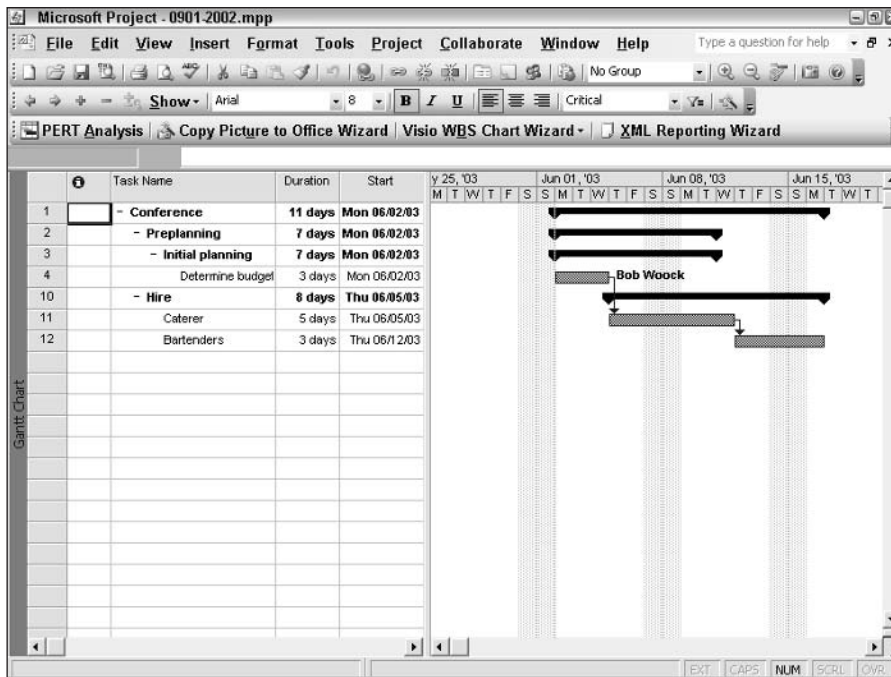 Microsoft Project - 0901-2002.mpp
File Edit View Insert Format Tools Project Collaborate Window Help Type a question for help
No Group
Show Arial 8 B I U Critical
PERT Analysis Copy Picture to Office Wizard Visio WBS Chart Wizard XML Reporting Wizard
Task Name Duration Start y 25, '03 Jun 01, '03 Jun 08, '03 Jun 15, '03
M T W T F S S M T W T F S S M T W T F S S M T W T
1 - Conference 11 days Mon 06/02/03
2 - Preplanning 7 days Mon 06/02/03
3 - Initial planning 7 days Mon 06/02/03
4 Determine budget 3 days Mon 06/02/03 Bob Woock
10 - Hire 8 days Thu 06/05/03
11 Caterer 5 days Thu 06/05/03
12 Bartenders 3 days Thu 06/12/03
Gantt Chart
EXT CAPS NUM SCRL OVR